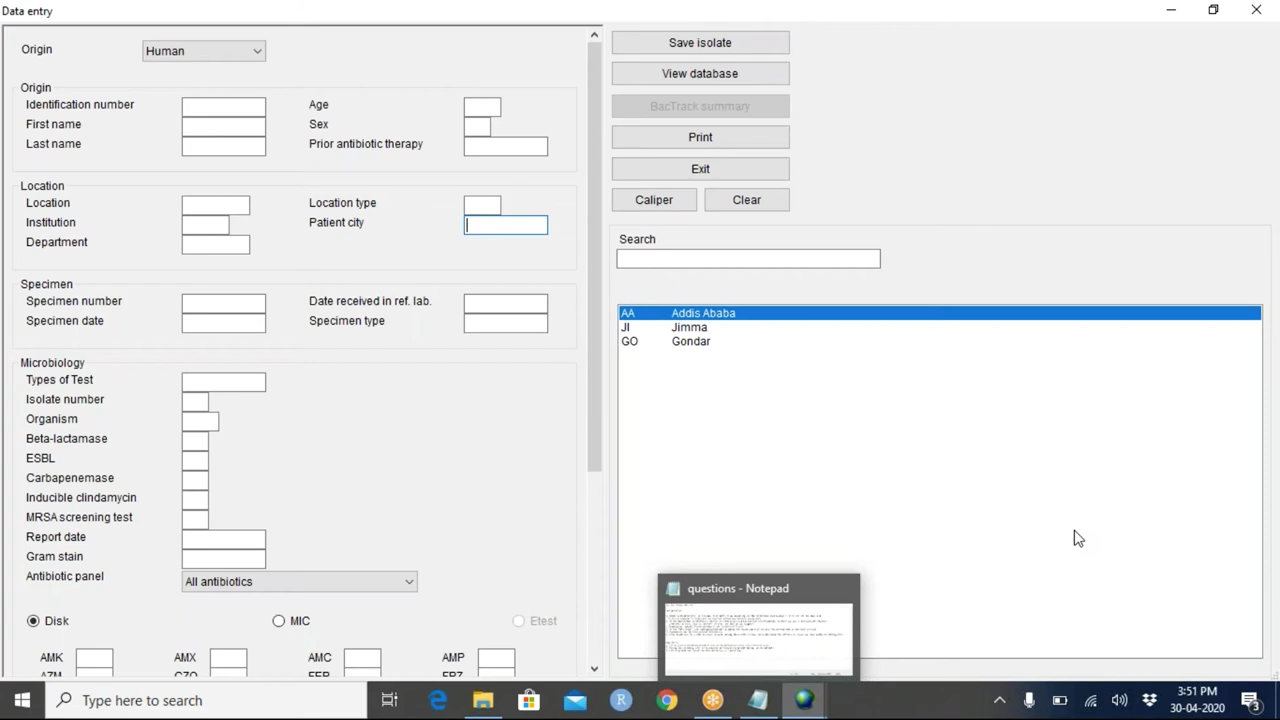 Data entry
Origin
Human
Origin
Identification number
Age
First name
Sex
Last name
Prior antibiotic therapy
Location
Location
Location type
Institution
Patient city
Department
Specimen
Specimen number
Date received in ref. lab.
Specimen date
Specimen type
Microbiology
Types of Test
Isolate number
Organism
Beta-lactamase
ESBL
Carbapenemase
Inducible clindamycin
MRSA screening test
Report date
Gram stain
Antibiotic panel
All antibiotics
Disk
MIC
Etest
AMK
AMX
AMC
AMP
AZM
CZO
FEP
Save isolate
View database
BacTrack summary
Print
Exit
Caliper
Clear
Search
AA Addis Ababa
JI Jimma
GO Gondar
questions - Notepad
Type here to search
3:51 PM
30-04-2020
3